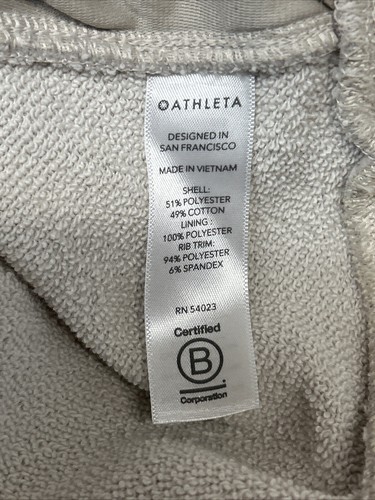 ATHLETA
DESIGNED IN
SAN FRANCISCO
MADE IN VIETNAM
SHELL:
51% POLYESTER
49% COTTON
LINING :
100% POLYESTER
RIB TRIM:
94% POLYESTER
6% SPANDEX
RN 54023
Certified
B
Corporation